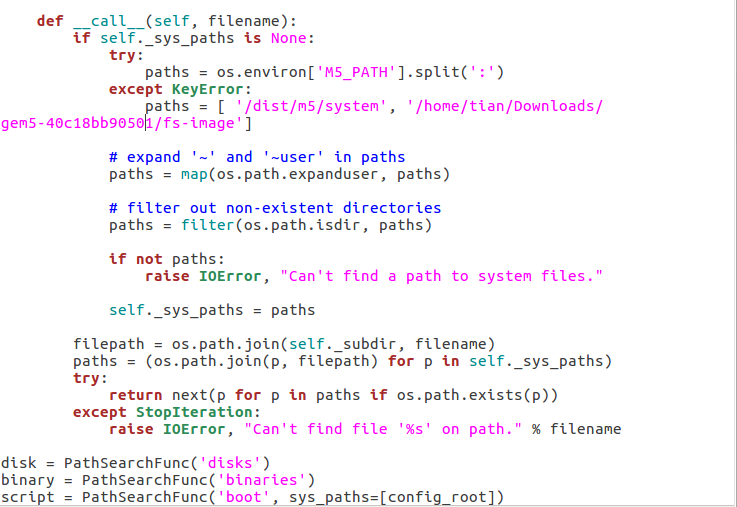 def __call__(self, filename):
        if self._sys_paths is None:
            try:
                paths = os.environ['M5_PATH'].split(':')
            except KeyError:
                paths = [ '/dist/m5/system', '/home/tian/Downloads/
gem5-40c18bb90501/fs-image']

            # expand '~' and '~user' in paths
            paths = map(os.path.expanduser, paths)

            # filter out non-existent directories
            paths = filter(os.path.isdir, paths)

            if not paths:
                raise IOError, "Can't find a path to system files."

            self._sys_paths = paths

        filepath = os.path.join(self._subdir, filename)
        paths = (os.path.join(p, filepath) for p in self._sys_paths)
        try:
            return next(p for p in paths if os.path.exists(p))
        except StopIteration:
            raise IOError, "Can't find file '%s' on path." % filename

disk = PathSearchFunc('disks')
binary = PathSearchFunc('binaries')
script = PathSearchFunc('boot', sys_paths=[config_root])